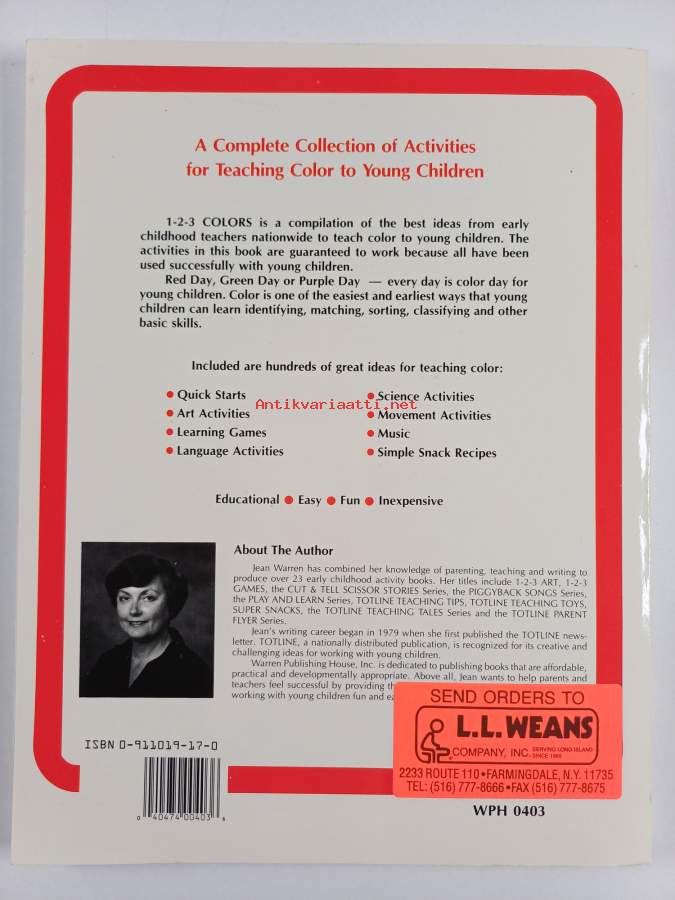 A Complete Collection of Activities
for Teaching Color to Young Children
1-2-3 COLORS is a compilation of the best ideas from early
childhood teachers nationwide to teach color to young children. The
activities in this book are guaranteed to work because all have been
used successfully with young children.
Red Day, Green Day or Purple Day — every day is color day for
young children. Color is one of the easiest and earliest ways that young
children can learn identifying, matching, sorting, classifying and other
basic skills.
Included are hundreds of great ideas for teaching color:
• Quick Starts
• Art Activities
• Learning Games
• Language Activities
• Science Activities
• Movement Activities
• Music
• Simple Snack Recipes
Antikvariaatti.net
Educational • Easy • Fun • Inexpensive
About The Author
Jean Warren has combined her knowledge of parenting, teaching and writing to
produce over 23 early childhood activity books. Her titles include 1-2-3 ART, 1-2-3
GAMES, the CUT & TELL SCISSOR STORIES Series, the PIGGYBACK SONGS Series,
the PLAY AND LEARN Series, TOTLINE TEACHING TIPS, TOTLINE TEACHING TOYS,
SUPER SNACKS, the TOTLINE TEACHING TALES Series and the TOTLINE PARENT
FLYER Series.
Jean's writing career began in 1979 when she first published the TOTLINE news-
letter. TOTLINE, a nationally distributed publication, is recognized for its creative and
challenging ideas for working with young children.
Warren Publishing House, Inc. is dedicated to publishing books that are affordable,
practical and developmentally appropriate. Above all, Jean wants to help parents and
teachers feel successful by providing
working with young children fun and
SEND ORDERS TO
L.L.WEANS
COMPANY, INC. SERVING LONG ISLAND
SINCE
2233 ROUTE 110•FARMINGDALE, N.Y. 11735
TEL: (516) 777-8666•FAX (516) 777-8675
ISBN 0-911019-17-0
0 40474 00403
WPH 0403